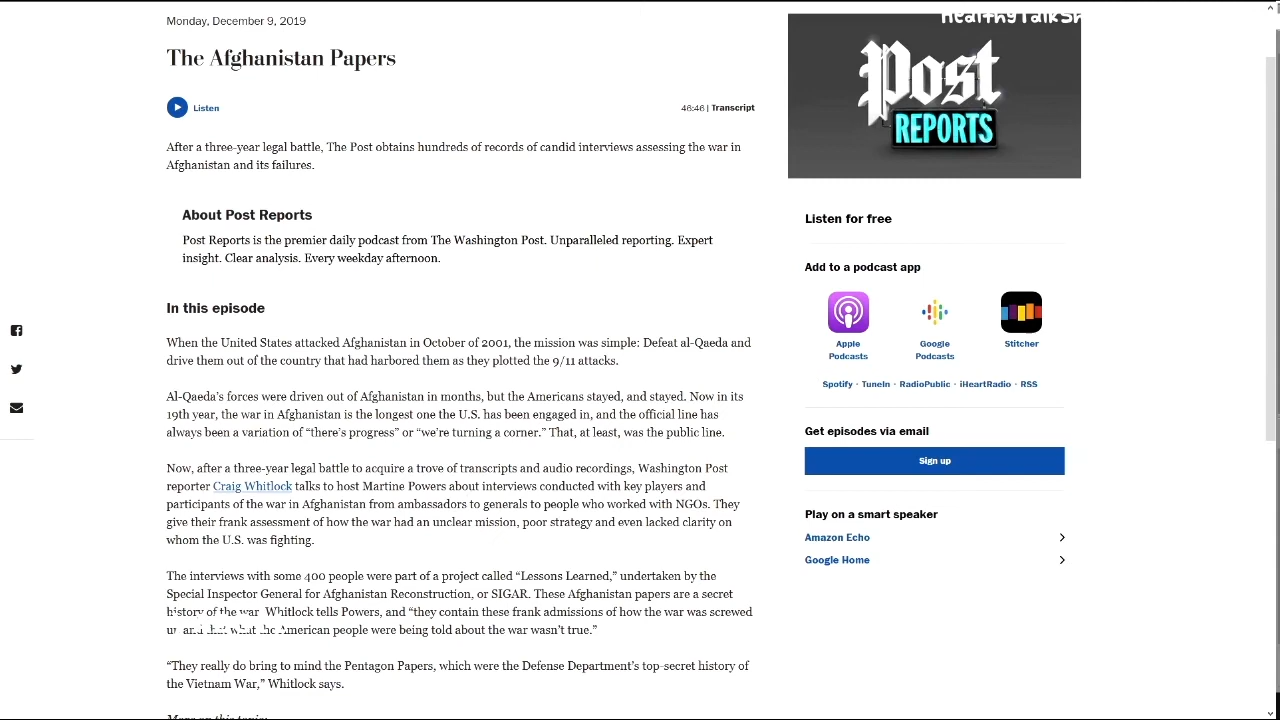 Monday, December 9, 2019
The Afghanistan Papers
Listen
46:46 | Transcript
After a three-year legal battle, The Post obtains hundreds of records of candid interviews assessing the war in
Afghanistan and its failures.
About Post Reports
Post Reports is the premier daily podcast from The Washington Post. Unparalleled reporting. Expert
insight. Clear analysis. Every weekday afternoon.
In this episode
When the United States attacked Afghanistan in October of 2001, the mission was simple: Defeat al-Qaeda and
drive them out of the country that had harbored them as they plotted the 9/11 attacks.
Al-Qaeda’s forces were driven out of Afghanistan in months, but the Americans stayed, and stayed. Now in its
19th year, the war in Afghanistan is the longest one the U.S. has been engaged in, and the official line has
always been a variation of “there’s progress” or “we’re turning a corner.” That, at least, was the public line.
Now, after a three-year legal battle to acquire a trove of transcripts and audio recordings, Washington Post
reporter Craig Whitlock talks to host Martine Powers about interviews conducted with key players and
participants of the war in Afghanistan from ambassadors to generals to people who worked with NGOs. They
give their frank assessment of how the war had an unclear mission, poor strategy and even lacked clarity on
whom the U.S. was fighting.
The interviews with some 400 people were part of a project called “Lessons Learned,” undertaken by the
Special Inspector General for Afghanistan Reconstruction, or SIGAR. These Afghanistan papers are a secret
history of the war, Whitlock tells Powers, and “they contain these frank admissions of how the war was screwed
up and that what the American people were being told about the war wasn’t true.”
“They really do bring to mind the Pentagon Papers, which were the Defense Department’s top-secret history of
the Vietnam War,” Whitlock says.
More on this topic:
HealthyTalkSh
Post
REPORTS
Listen for free
Add to a podcast app
Apple Podcasts
Google Podcasts
Stitcher
Spotify · TuneIn · RadioPublic · iHeartRadio · RSS
Get episodes via email
Sign up
Play on a smart speaker
Amazon Echo
Google Home